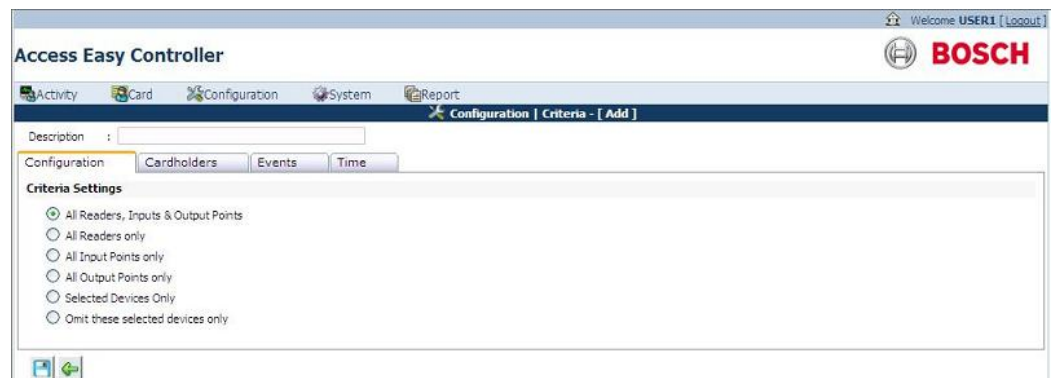 Welcome USER1 [ Logout ]
Access Easy Controller
BOSCH
Activity Card Configuration System Report
Configuration | Criteria - [ Add ]
Description :
Configuration Cardholders Events Time
Criteria Settings
All Readers, Inputs & Output Points
All Readers only
All Input Points only
All Output Points only
Selected Devices Only
Omit these selected devices only